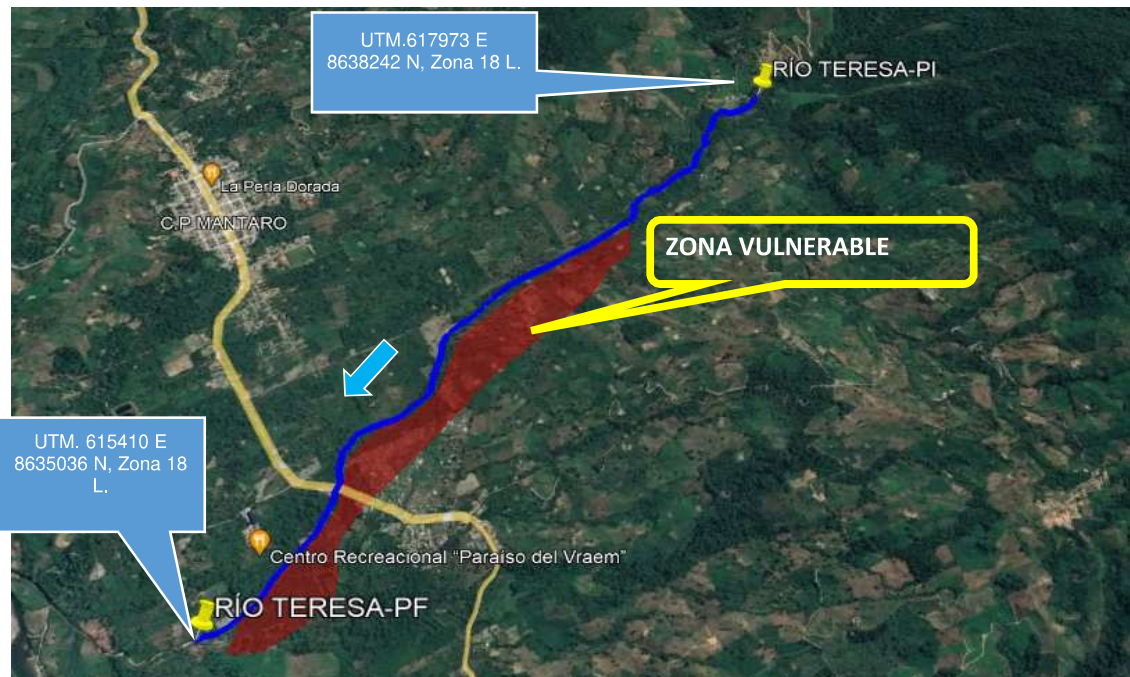 UTM.617973 E
8638242 N, Zona 18 L.
RÍO TERESA-PI
La Perla Dorada
C.P MANTARO
ZONA VULNERABLE
UTM. 615410 E
8635036 N, Zona 18
L.
Centro Recreacional "Paraiso del Vraem"
RÍO TERESA-PF